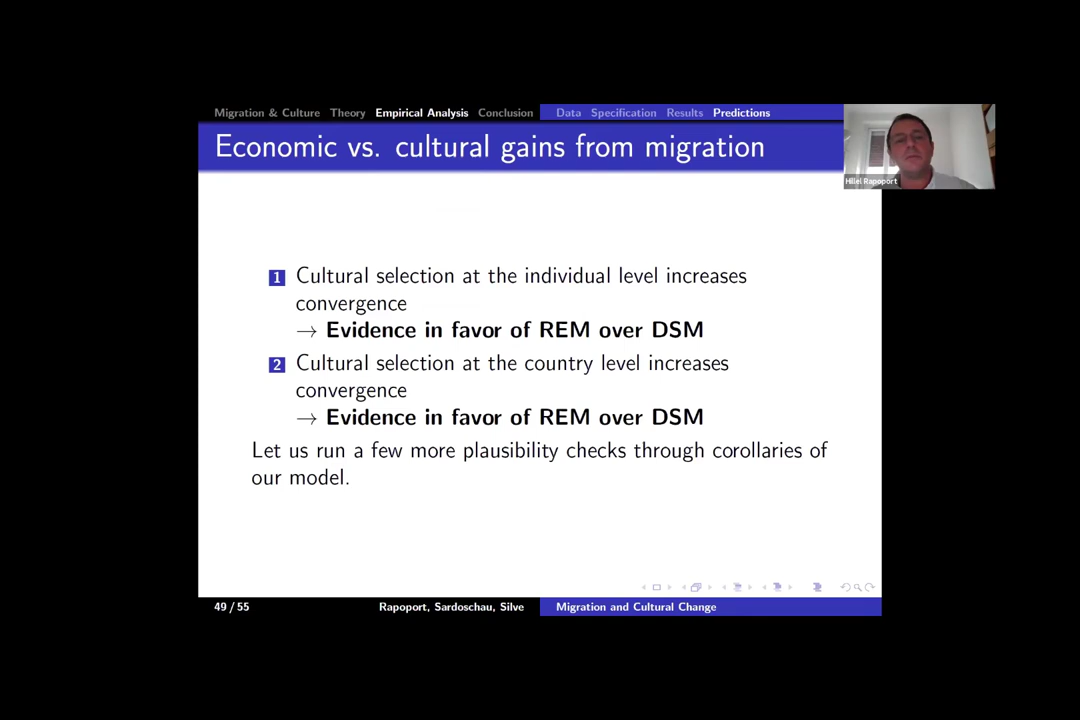 Migration & Culture Theory Empirical Analysis Conclusion Data Specification Results Predictions
Economic vs. cultural gains from migration
Hillel Rapoport
1 Cultural selection at the individual level increases
convergence
→ Evidence in favor of REM over DSM
2 Cultural selection at the country level increases
convergence
→ Evidence in favor of REM over DSM
Let us run a few more plausibility checks through corollaries of
our model.
49 / 55 Rapoport, Sardoschau, Silve Migration and Cultural Change